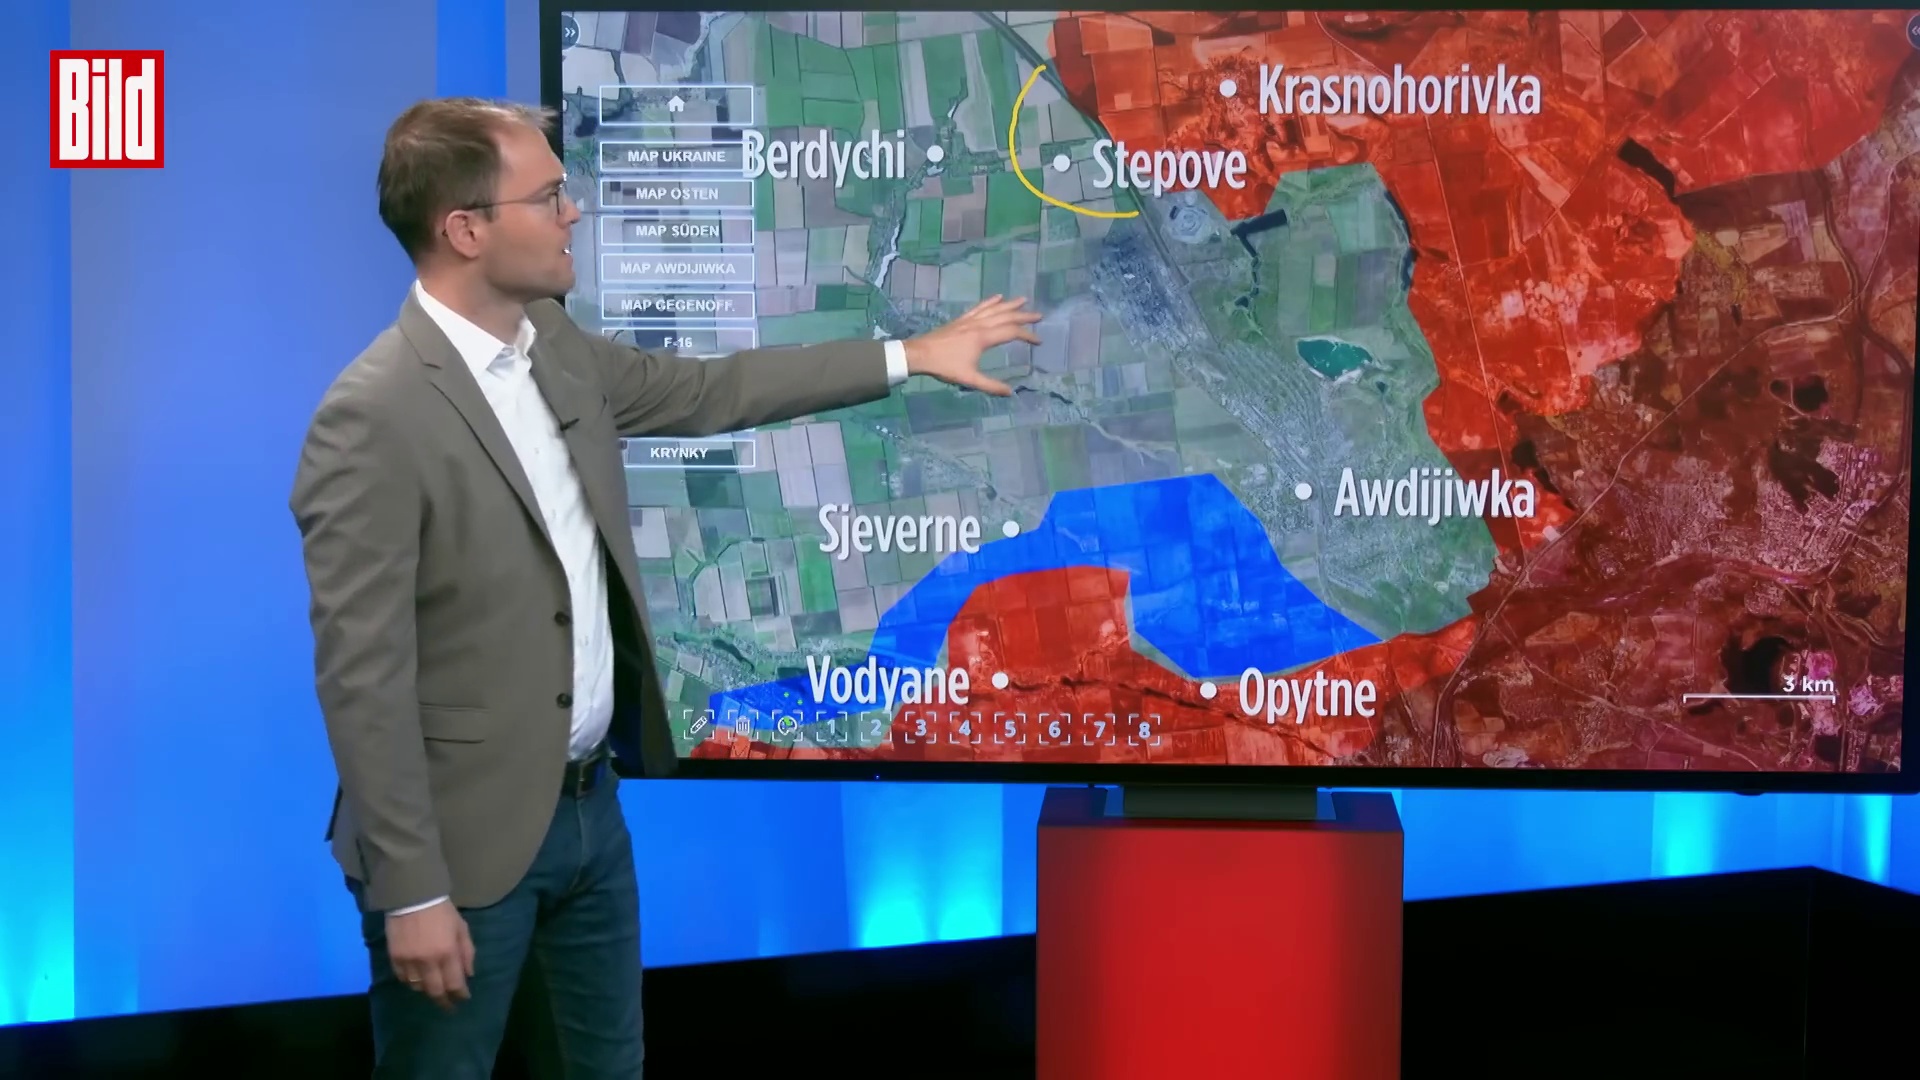 Bild
Krasnohorivka
MAP UKRAINE
Berdychi
Stepove
MAP OSTEN
MAP SÜDEN
MAP AWDIJIWKA
MAP GEGENOFF.
F-16
KRYNKY
Awdijiwka
Sjeverne
Vodyane
Opytne
3 km
1 2 3 4 5 6 7 8